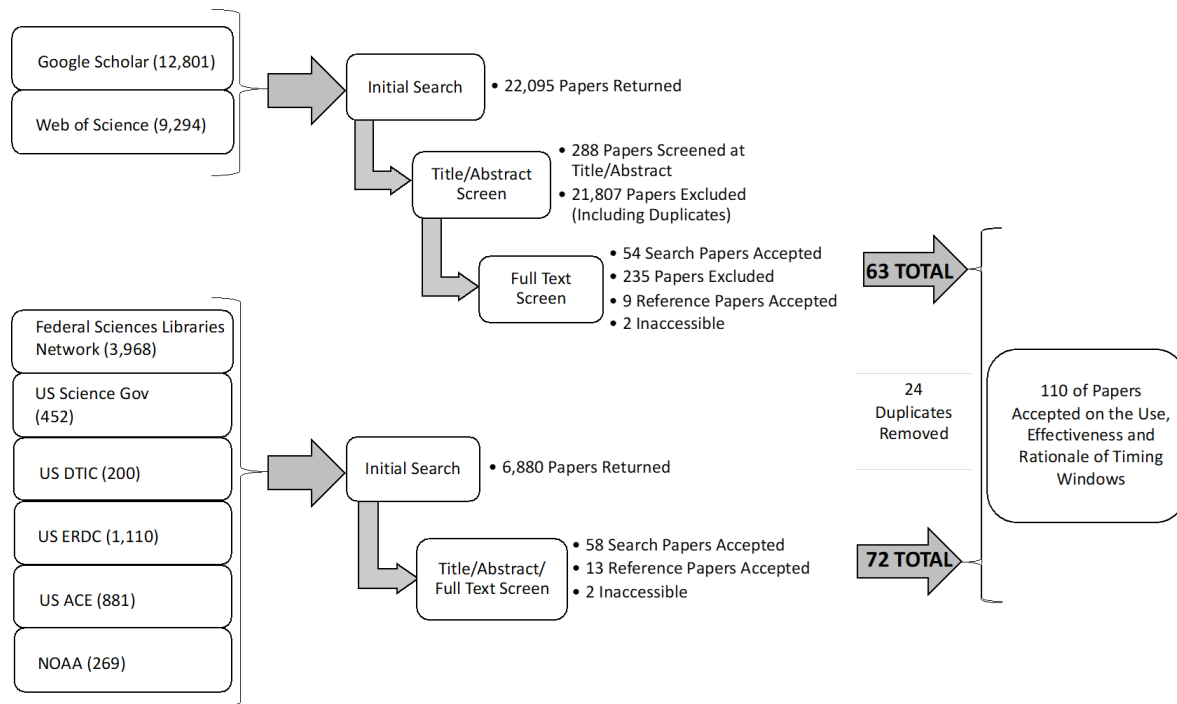 Google Scholar (12,801)
Web of Science (9,294)
Initial Search
• 22,095 Papers Returned
Title/Abstract
Screen
• 288 Papers Screened at
Title/Abstract
• 21,807 Papers Excluded
(Including Duplicates)
Full Text
Screen
• 54 Search Papers Accepted
• 235 Papers Excluded
• 9 Reference Papers Accepted
• 2 Inaccessible
63 TOTAL
Federal Sciences Libraries
Network (3,968)
US Science Gov
(452)
US DTIC (200)
US ERDC (1,110)
US ACE (881)
NOAA (269)
Initial Search
• 6,880 Papers Returned
Title/Abstract/
Full Text Screen
• 58 Search Papers Accepted
• 13 Reference Papers Accepted
• 2 Inaccessible
72 TOTAL
24
Duplicates
Removed
110 of Papers
Accepted on the Use,
Effectiveness and
Rationale of Timing
Windows